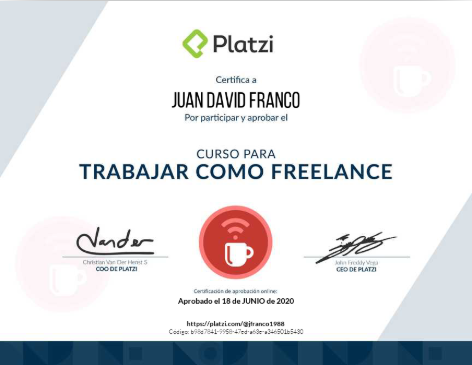 Platzi
Certifica a
JUAN DAVID FRANCO
Por participar y aprobar el
CURSO PARA
TRABAJAR COMO FREELANCE
Christian Van Der Henst S
COO DE PLATZI
John Freddy Vega
CEO DE PLATZI
Certificación de aprobación online:
Aprobado el 18 de JUNIO de 2020
https://platzi.com/@jfranco1988